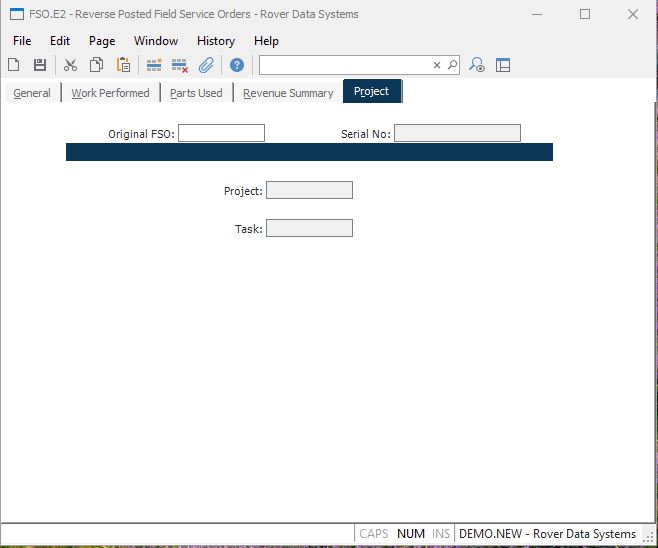 FSO.E2 - Reverse Posted Field Service Orders - Rover Data Systems
File Edit Page Window History Help
General Work Performed Parts Used Revenue Summary Project
Original FSO: Serial No:
Project:
Task:
CAPS NUM INS DEMO.NEW - Rover Data Systems